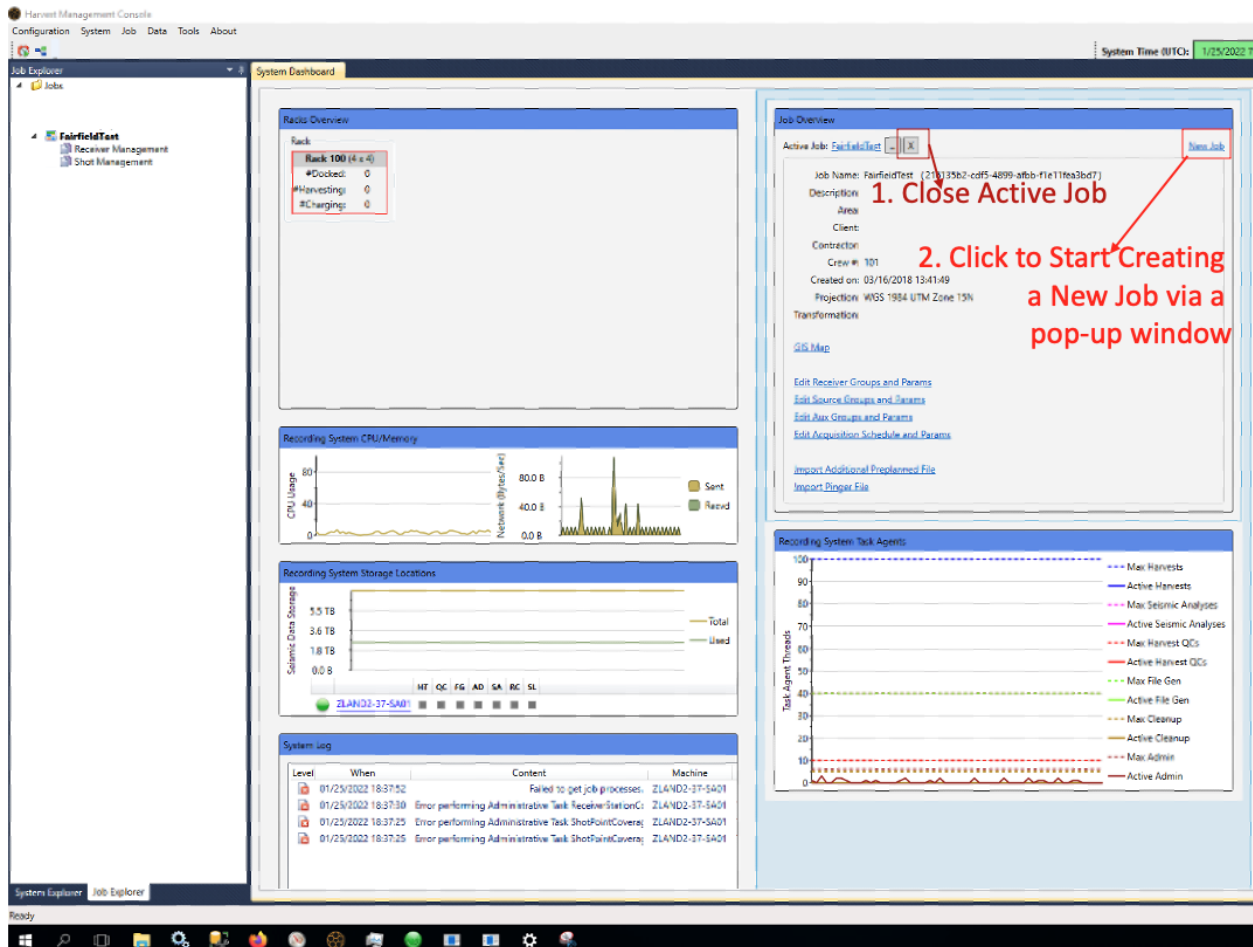 Harvest Management Console
Configuration System Job Data Tools About
System Time (UTC): 1/25/2022 7
Job Explorer
System Dashboard
Jobs
FairfieldTest
Receiver Management
Shot Management
Racks Overview
Rack
Rack 100 (4 x 4)
#Docked: 0
#Harvesting: 0
#Charging: 0
Job Overview
Active Job: FairfieldTest _ X New Job
Job Name: FairfieldTest
Description:
Area:
Client:
Contractor:
Crew #: 101
Created on: 03/16/2018 13:41:49
Projection: WGS 1984 UTM Zone 15N
Transformation:
1. Close Active Job
2. Click to Start Creating
a New Job via a
pop-up window
GIS Map
Edit Receiver Groups and Params
Edit Source Groups and Params
Edit Aux Groups and Params
Edit Acquisition Schedule and Params
Import Additional Preplanned File
Import Pinger File
Recording System CPU/Memory
CPU Usage
80
40
0
Network (Bytes/Sec)
80.0 B
40.0 B
0.0 B
Sent
Recvd
Recording System Storage Locations
Seismic Data Storage
5.5 TB
3.6 TB
1.8 TB
0.0 B
Total
Used
HT QC FG AD SA RC SL
ZLAND2-37-SA01
Recording System Task Agents
Task Agent Threads
100
90
80
70
60
50
40
30
20
10
0
Max Harvests
Active Harvests
Max Seismic Analyses
Active Seismic Analyses
Max Harvest QCs
Active Harvest QCs
Max File Gen
Active File Gen
Max Cleanup
Active Cleanup
Max Admin
Active Admin
System Log
Level When Content Machine
01/25/2022 18:37:52 Failed to get job processes. ZLAND2-37-SA01
01/25/2022 18:37:30 Error performing Administrative Task ReceiverStationC ZLAND2-37-SA01
01/25/2022 18:37:25 Error performing Administrative Task ShotPointCoverag ZLAND2-37-SA01
01/25/2022 18:37:25 Error performing Administrative Task ShotPointCoverag ZLAND2-37-SA01
System Explorer Job Explorer
Ready